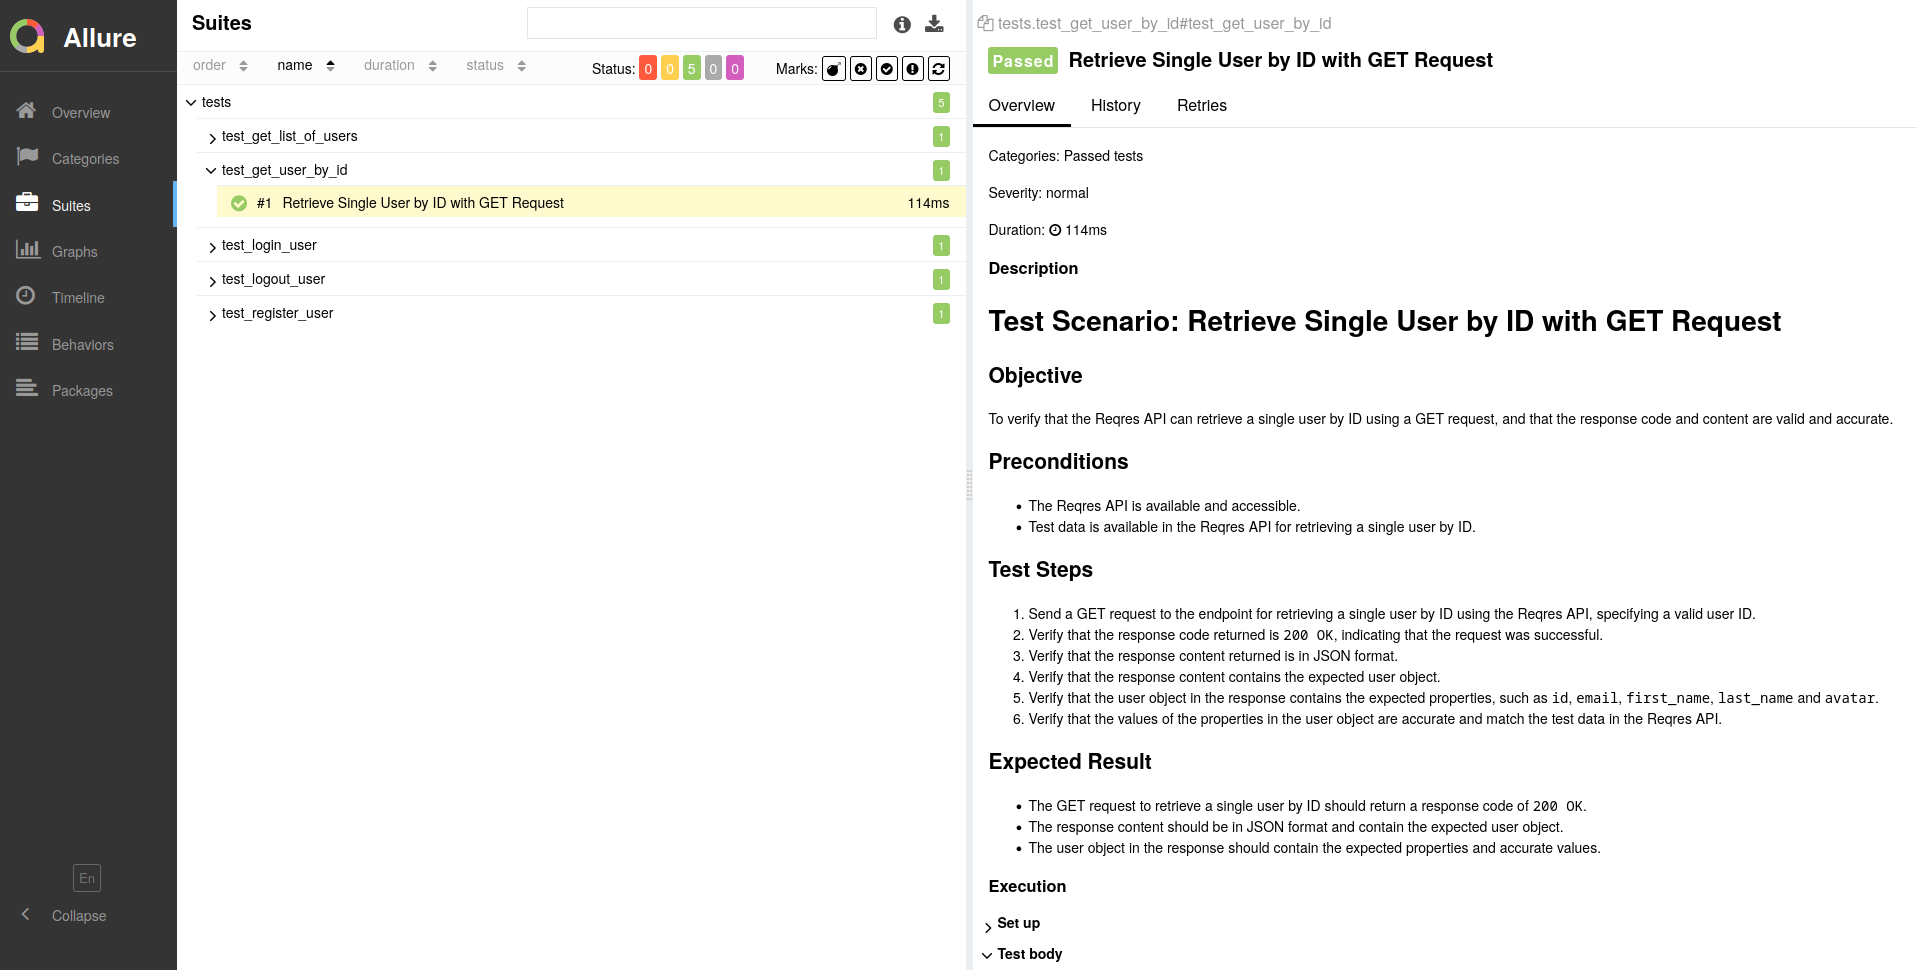 Allure
Overview
Categories
Suites
Graphs
Timeline
Behaviors
Packages
En
Collapse
Suites
order name duration status Status: 0 0 5 0 0 Marks:
tests 5
test_get_list_of_users 1
test_get_user_by_id 1
#1 Retrieve Single User by ID with GET Request 114ms
test_login_user 1
test_logout_user 1
test_register_user 1
tests.test_get_user_by_id#test_get_user_by_id
Passed Retrieve Single User by ID with GET Request
Overview History Retries
Categories: Passed tests
Severity: normal
Duration: 114ms
Description
Test Scenario: Retrieve Single User by ID with GET Request
Objective
To verify that the Reqres API can retrieve a single user by ID using a GET request, and that the response code and content are valid and accurate.
Preconditions
• The Reqres API is available and accessible.
• Test data is available in the Reqres API for retrieving a single user by ID.
Test Steps
1. Send a GET request to the endpoint for retrieving a single user by ID using the Reqres API, specifying a valid user ID.
2. Verify that the response code returned is 200 OK, indicating that the request was successful.
3. Verify that the response content returned is in JSON format.
4. Verify that the response content contains the expected user object.
5. Verify that the user object in the response contains the expected properties, such as id, email, first_name, last_name and avatar.
6. Verify that the values of the properties in the user object are accurate and match the test data in the Reqres API.
Expected Result
• The GET request to retrieve a single user by ID should return a response code of 200 OK.
• The response content should be in JSON format and contain the expected user object.
• The user object in the response should contain the expected properties and accurate values.
Execution
Set up
Test body